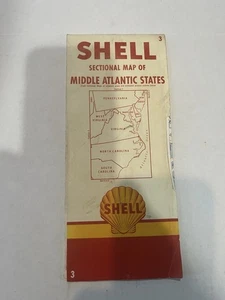 3
SHELL
SECTIONAL MAP OF
MIDDLE ATLANTIC STATES
PENNSYLVANIA
WEST
VIRGINIA
VIRGINIA
NORTH CAROLINA
SOUTH
CAROLINA
SHELL
3